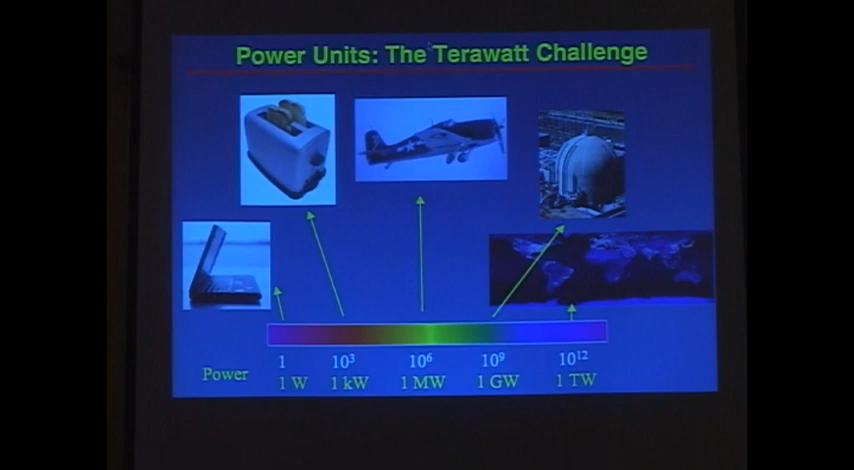 Power Units: The Terawatt Challenge
1 10³ 10⁶ 10⁹ 10¹²
Power 1 W 1 kW 1 MW 1 GW 1 TW